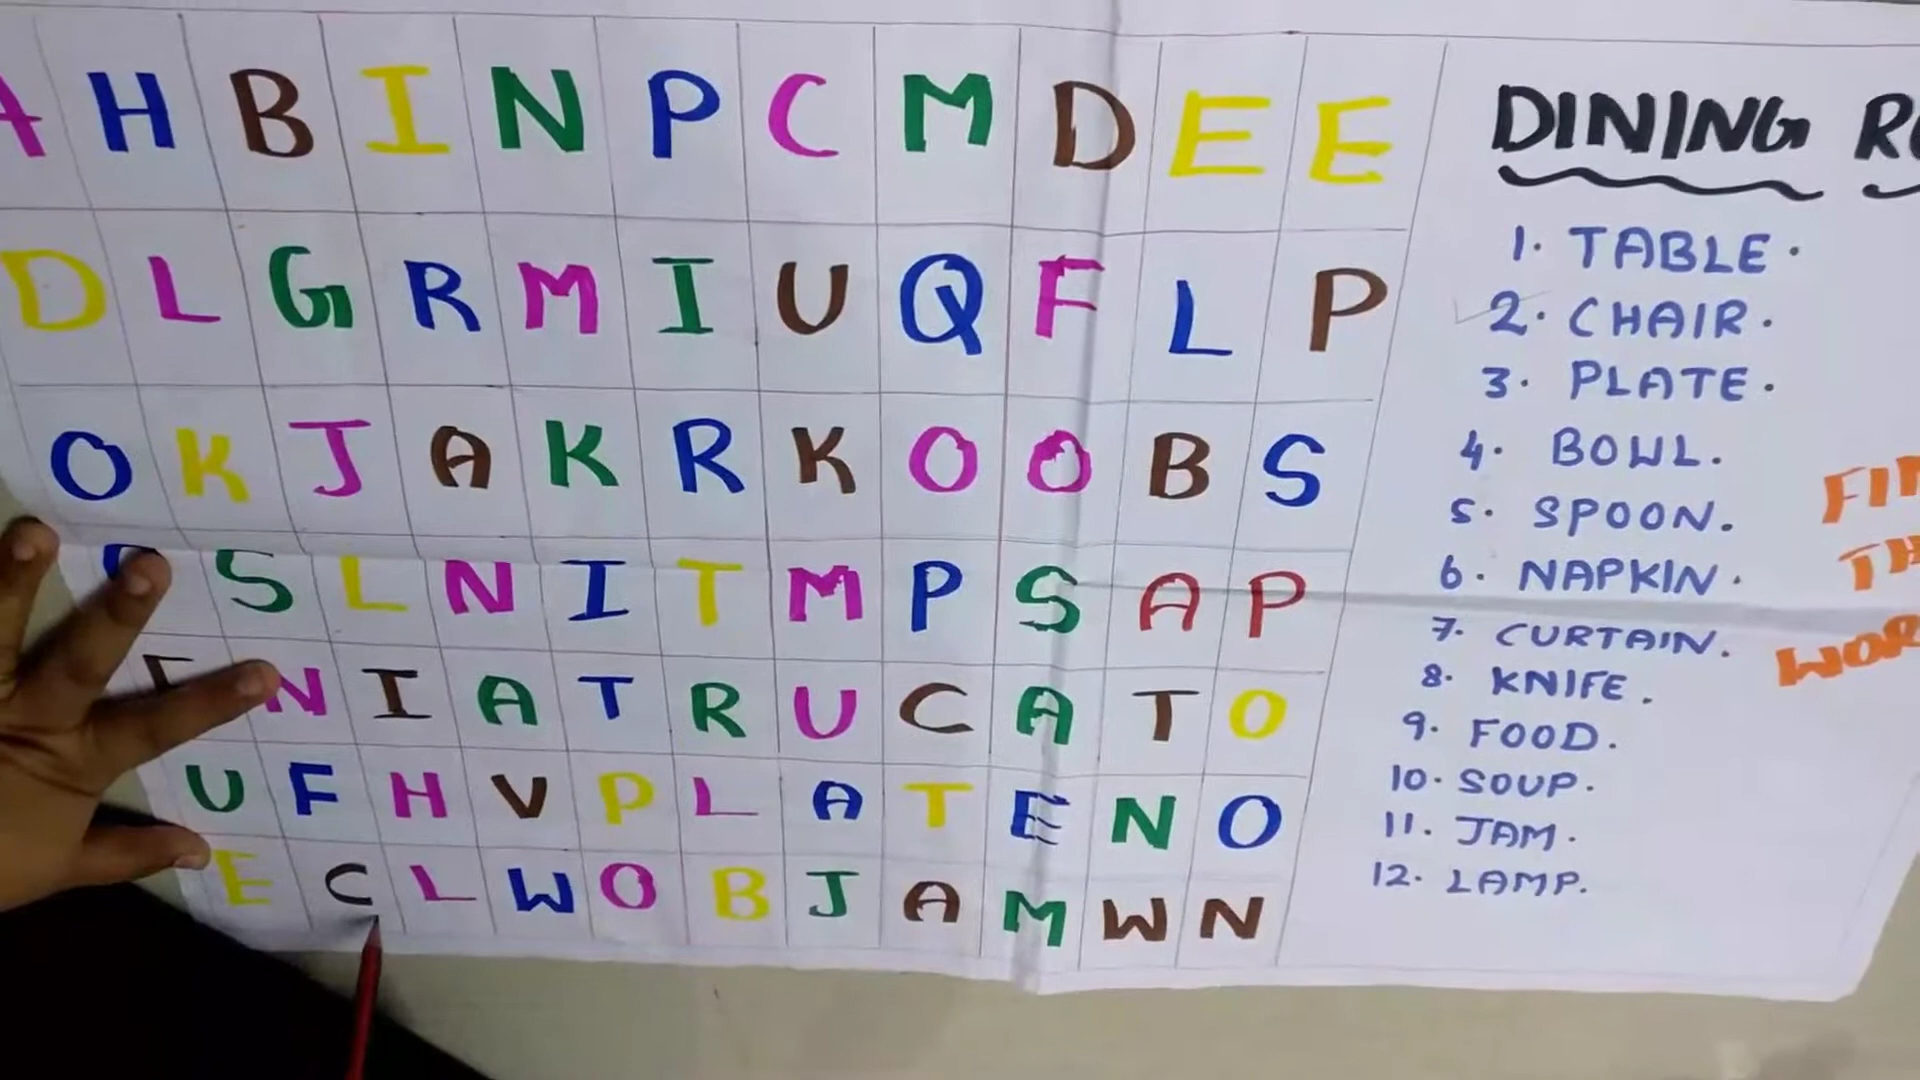 H B I N P C M D E E
D L G R M I U Q F L P
O K J A K R K O O B S
S L N I T M P S A P
N I A T R U C A T O
U F H V P L A T E N O
E C L W O B J A M W N
DINING
1. TABLE.
2. CHAIR.
3. PLATE.
4. BOWL.
5. SPOON.
6. NAPKIN.
7. CURTAIN.
8. KNIFE.
9. FOOD.
10. SOUP.
11. JAM.
12. LAMP.